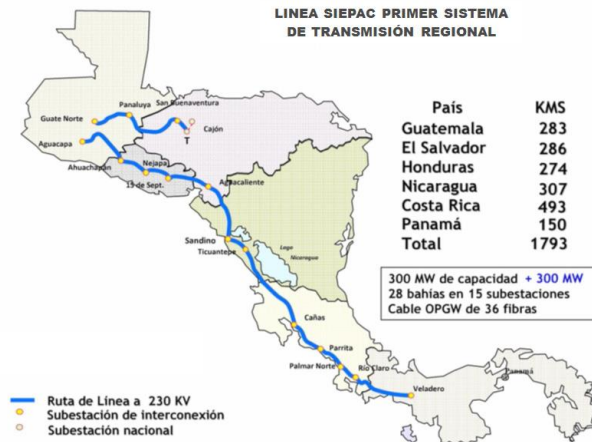 LINEA SIEPAC PRIMER SISTEMA
DE TRANSMISIÓN REGIONAL
País KMS
Guatemala 283
El Salvador 286
Honduras 274
Nicaragua 307
Costa Rica 493
Panamá 150
Total 1793
300 MW de capacidad + 300 MW
28 bahías en 15 subestaciones
Cable OPGW de 36 fibras
Guate Norte
Panaluya
San Buenaventura
Cajón
T
Aguacapa
Ahuachapán
Nejapa
15 de Sept.
Aguacaliente
Sandino
Ticuantepe
Lago
Nicaragua
Cañas
Parrita
Palmar Norte
Río Claro
Veladero
Panamá
Ruta de Línea a 230 KV
Subestación de interconexión
Subestación nacional